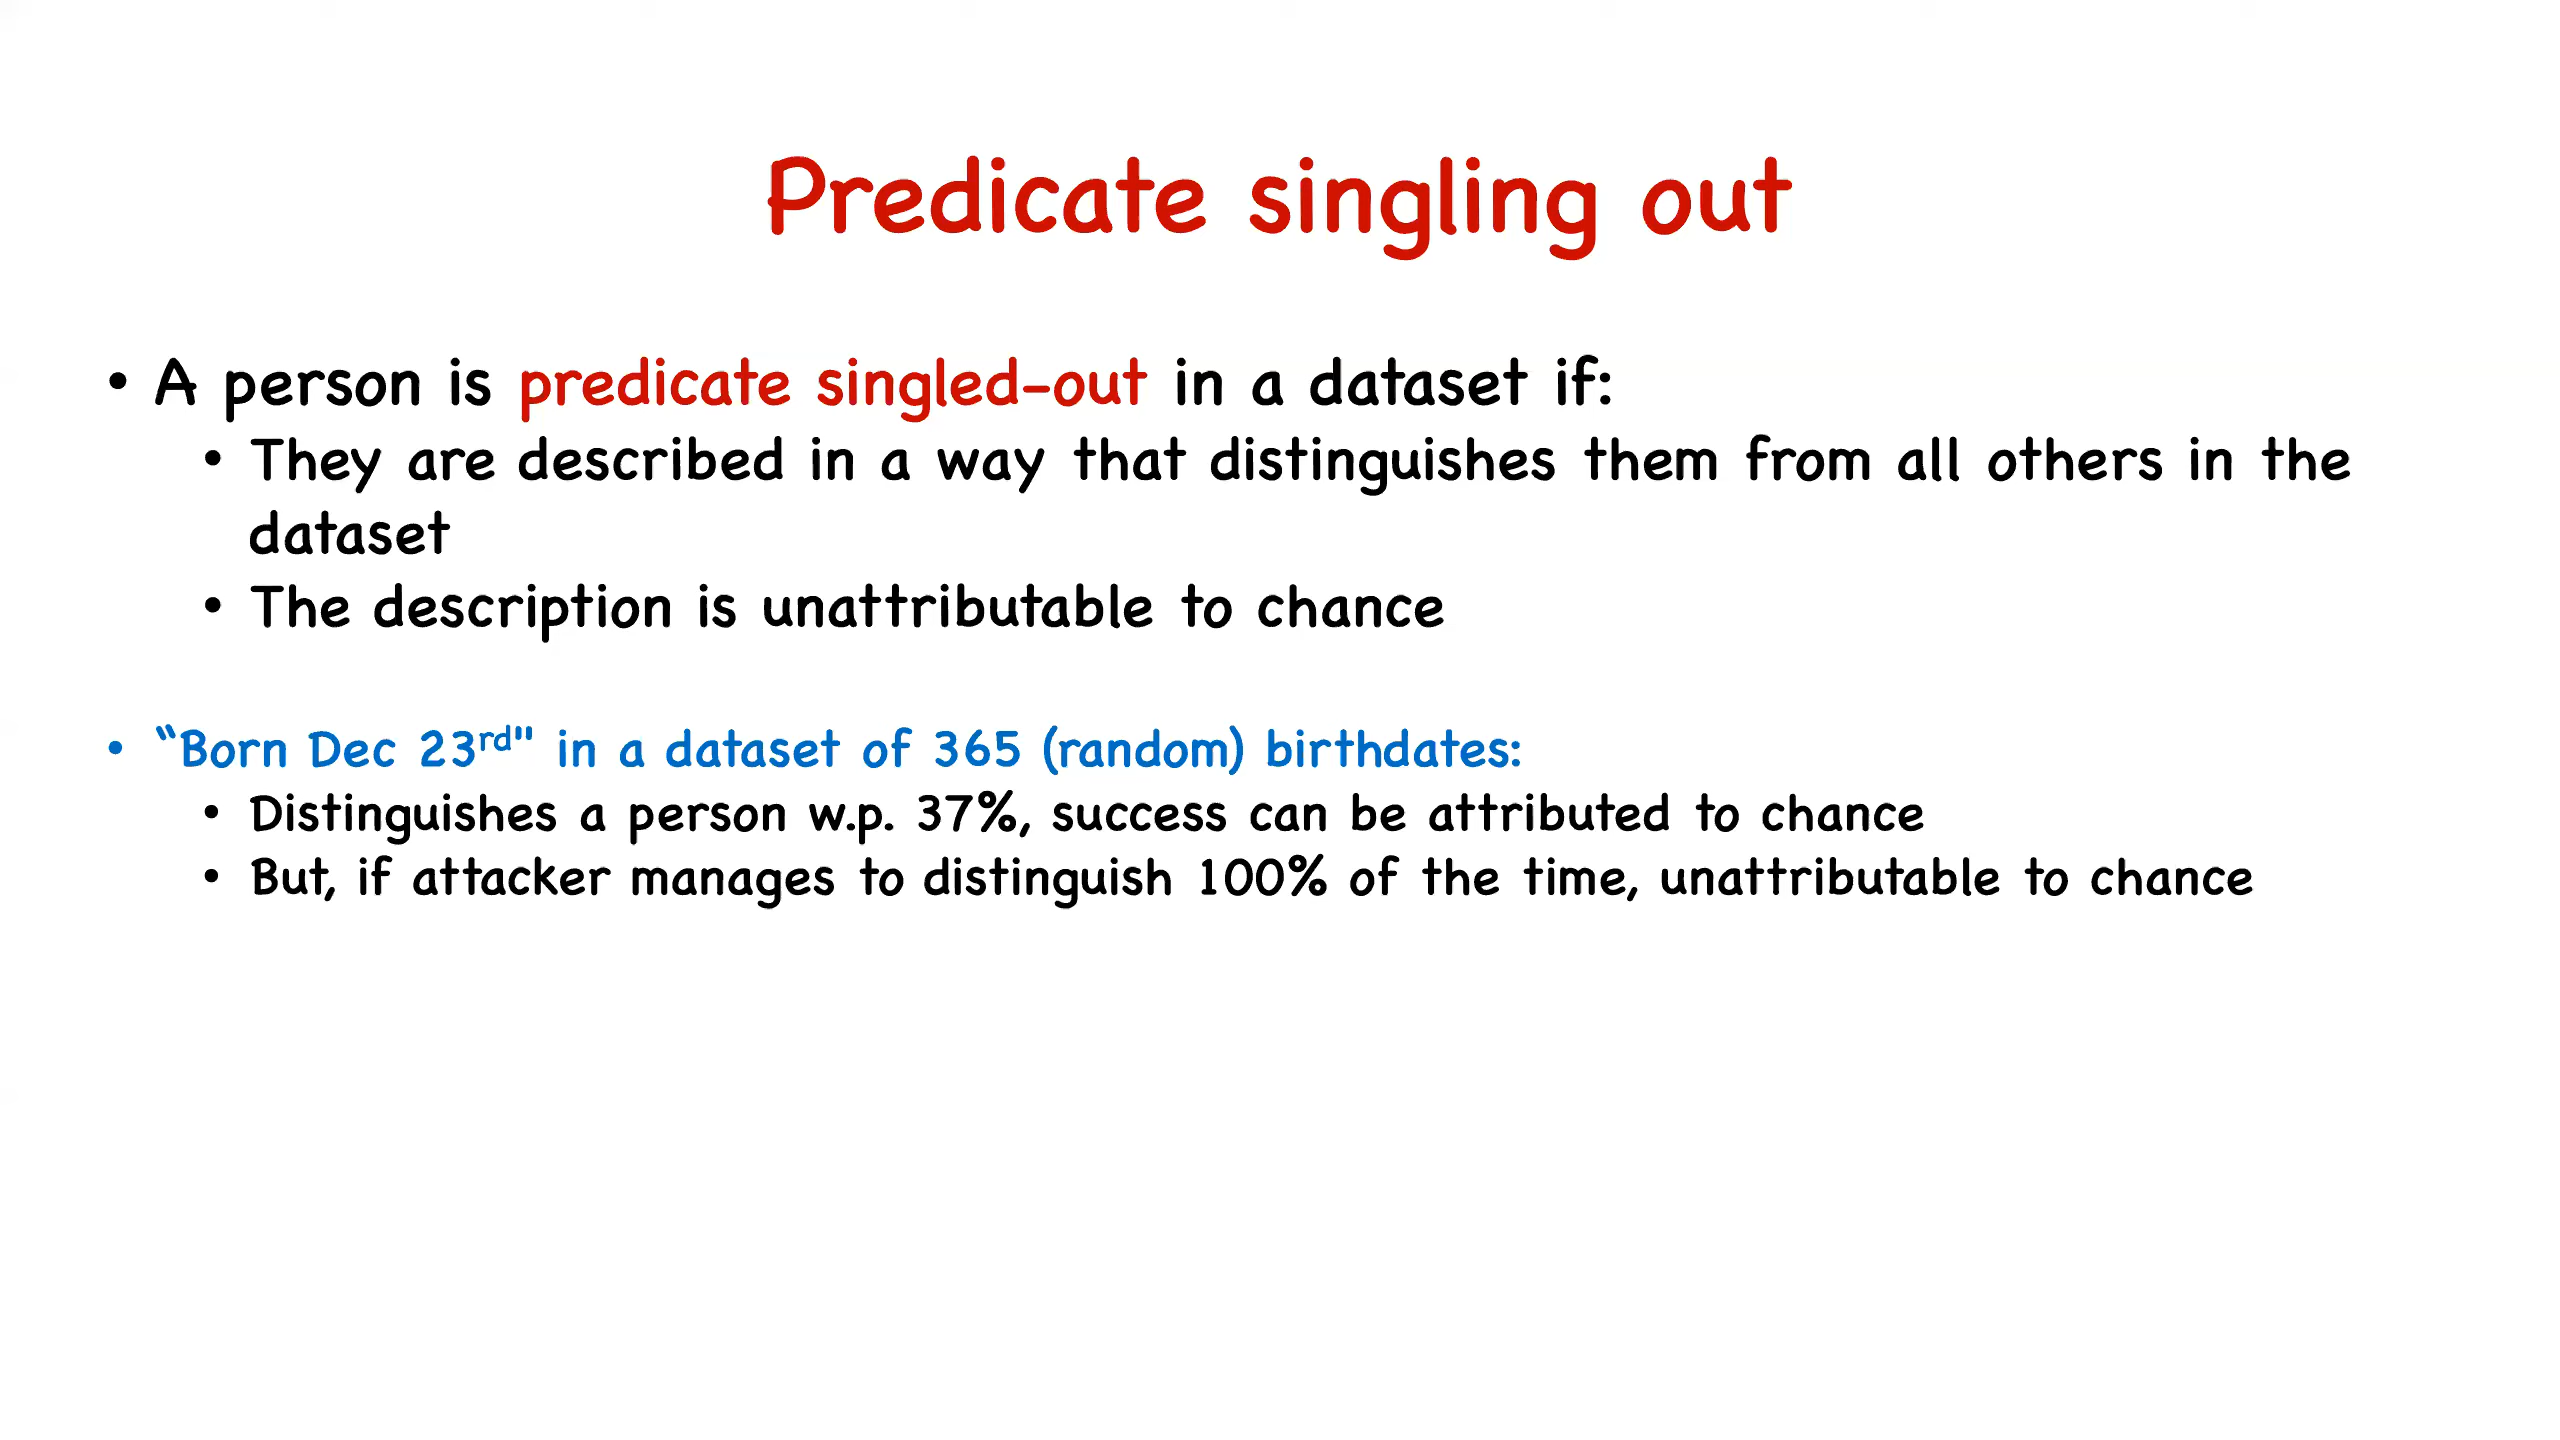 Predicate singling out
• A person is predicate singled-out in a dataset if:
• They are described in a way that distinguishes them from all others in the
dataset
• The description is unattributable to chance
• “Born Dec 23rd" in a dataset of 365 (random) birthdates:
• Distinguishes a person w.p. 37%, success can be attributed to chance
• But, if attacker manages to distinguish 100% of the time, unattributable to chance